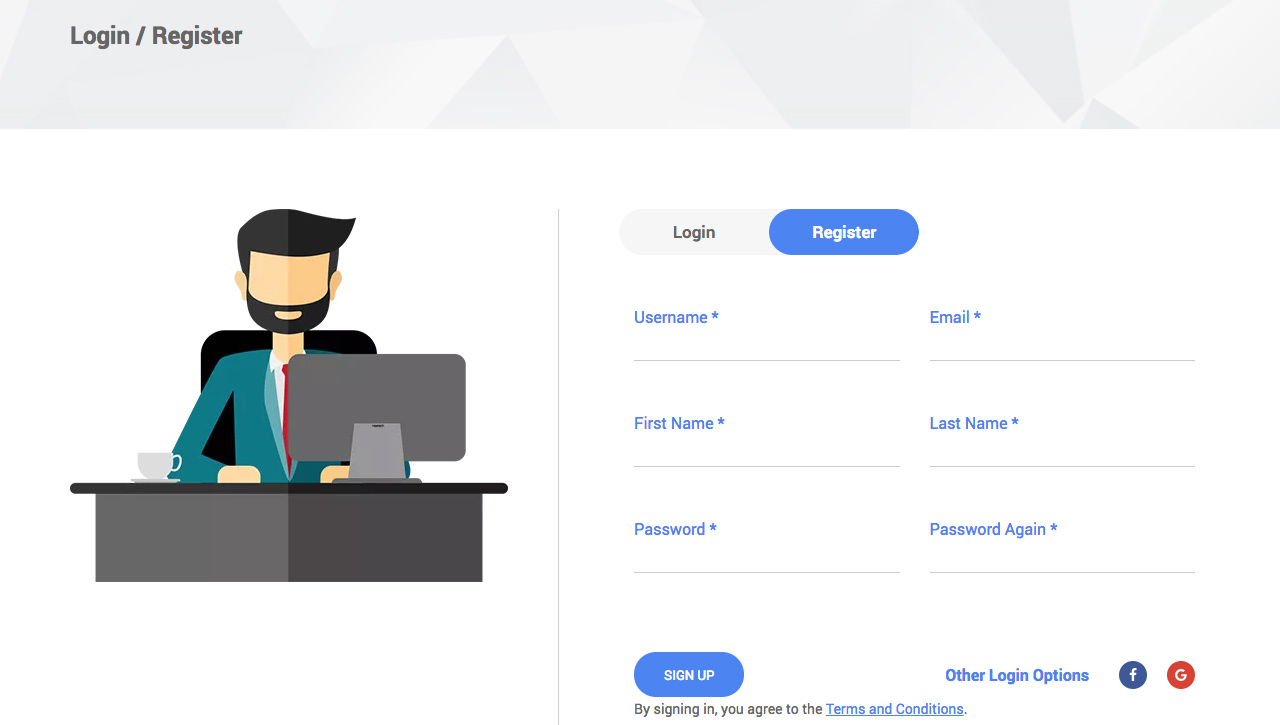 Login / Register
Login
Register
Username *
Email *
First Name *
Last Name *
Password *
Password Again *
SIGN UP
Other Login Options
f
G
By signing in, you agree to the Terms and Conditions.